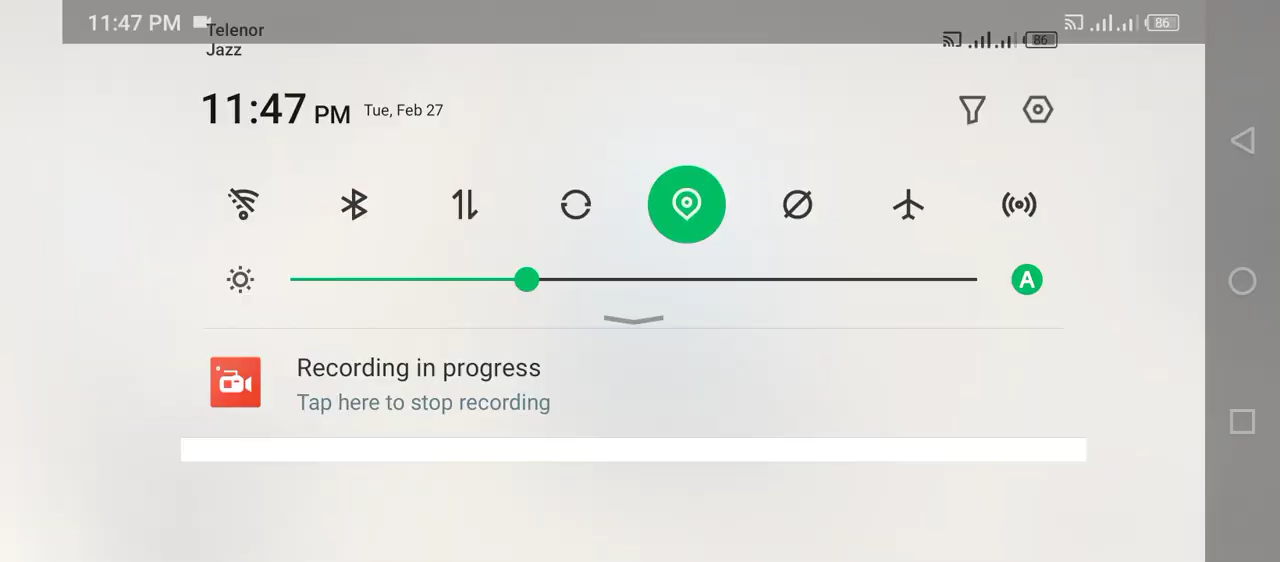 11:47 PM
86
Telenor
Jazz
86
11:47 PM Tue, Feb 27
A
Recording in progress
Tap here to stop recording